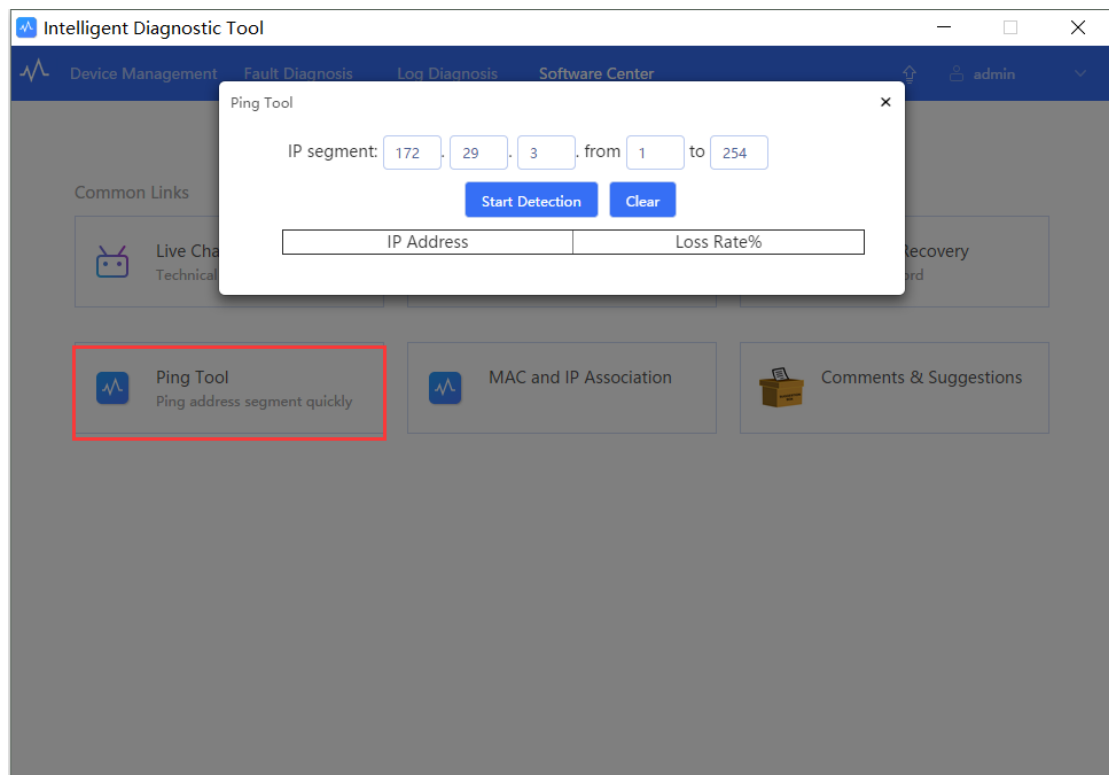 Intelligent Diagnostic Tool
Device Management Fault Diagnosis Log Diagnosis Software Center admin
Ping Tool
IP segment: 172 . 29 . 3 . from 1 to 254
Start Detection Clear
IP Address Loss Rate%
Common Links
Live Cha
Technical
Recovery
ord
Ping Tool
Ping address segment quickly
MAC and IP Association
Comments & Suggestions